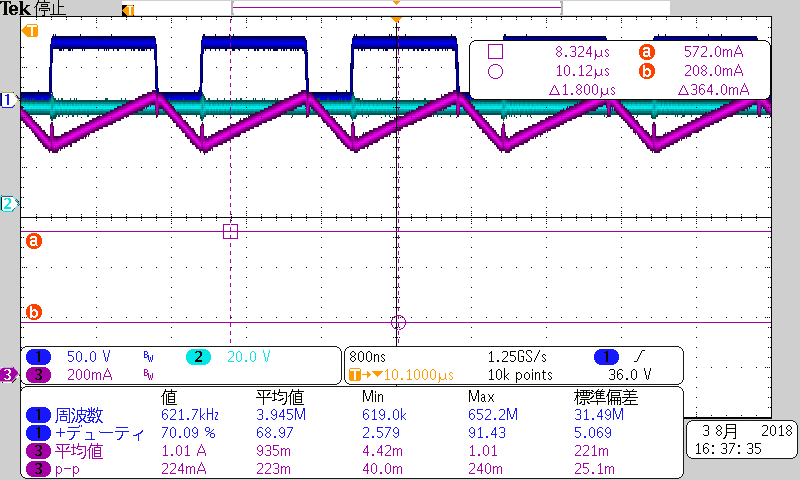 Tek 停止
T
T
8.324µs a 572.0mA
10.12µs b 208.0mA
△1.800µs △364.0mA
1
2
a
b
3
1 50.0 V BW 2 20.0 V
3 200mA BW
800ns 1.25GS/s 1
T→▼10.1000µs 10k points 36.0 V
値 平均値 Min Max 標準偏差
1 周波数 621.7kHz 3.945M 619.0k 652.2M 31.49M
1 +デューティ 70.09 % 68.97 2.579 91.43 5.069
3 平均値 1.01 A 935m 4.42m 1.01 221m
3 p-p 224mA 223m 40.0m 240m 25.1m
3 8月 2018
16:37:35